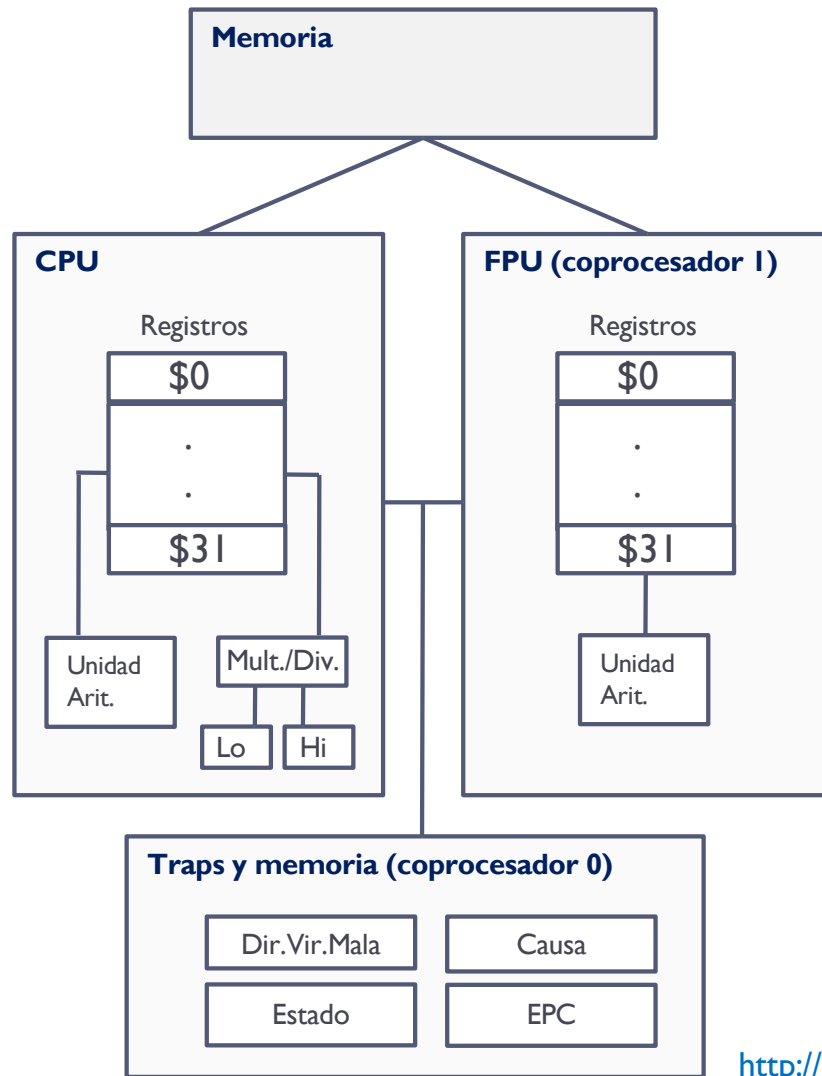 Memoria
CPU
Registros
$0
.
.
$31
Unidad
Arit.
Mult./Div.
Lo
Hi
FPU (coprocesador 1)
Registros
$0
.
.
$31
Unidad
Arit.
Traps y memoria (coprocesador 0)
Dir.Vir.Mala
Causa
Estado
EPC
http://